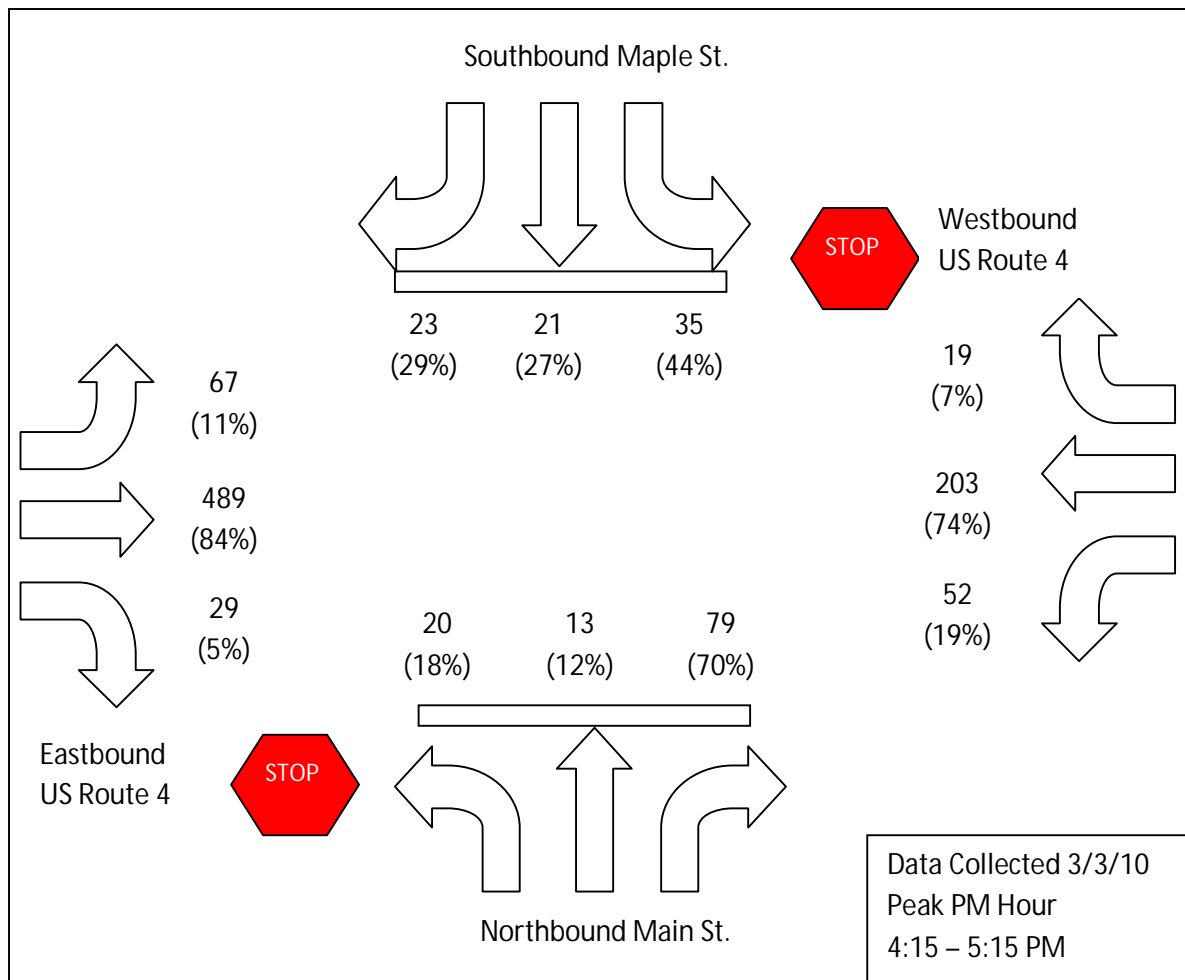 Southbound Maple St.
STOP
Westbound
US Route 4
23
(29%)
21
(27%)
35
(44%)
67
(11%)
489
(84%)
29
(5%)
19
(7%)
203
(74%)
52
(19%)
20
(18%)
13
(12%)
79
(70%)
Eastbound
US Route 4
STOP
Northbound Main St.
Data Collected 3/3/10
Peak PM Hour
4:15 – 5:15 PM